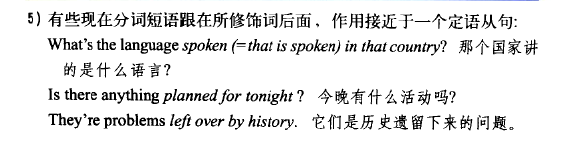 5) 有些现在分词短语跟在所修饰词后面，作用接近于一个定语从句:
What's the language spoken (=that is spoken) in that country? 那个国家讲
的是什么语言?
Is there anything planned for tonight? 今晚有什么活动吗?
They're problems left over by history. 它们是历史遗留下来的问题。